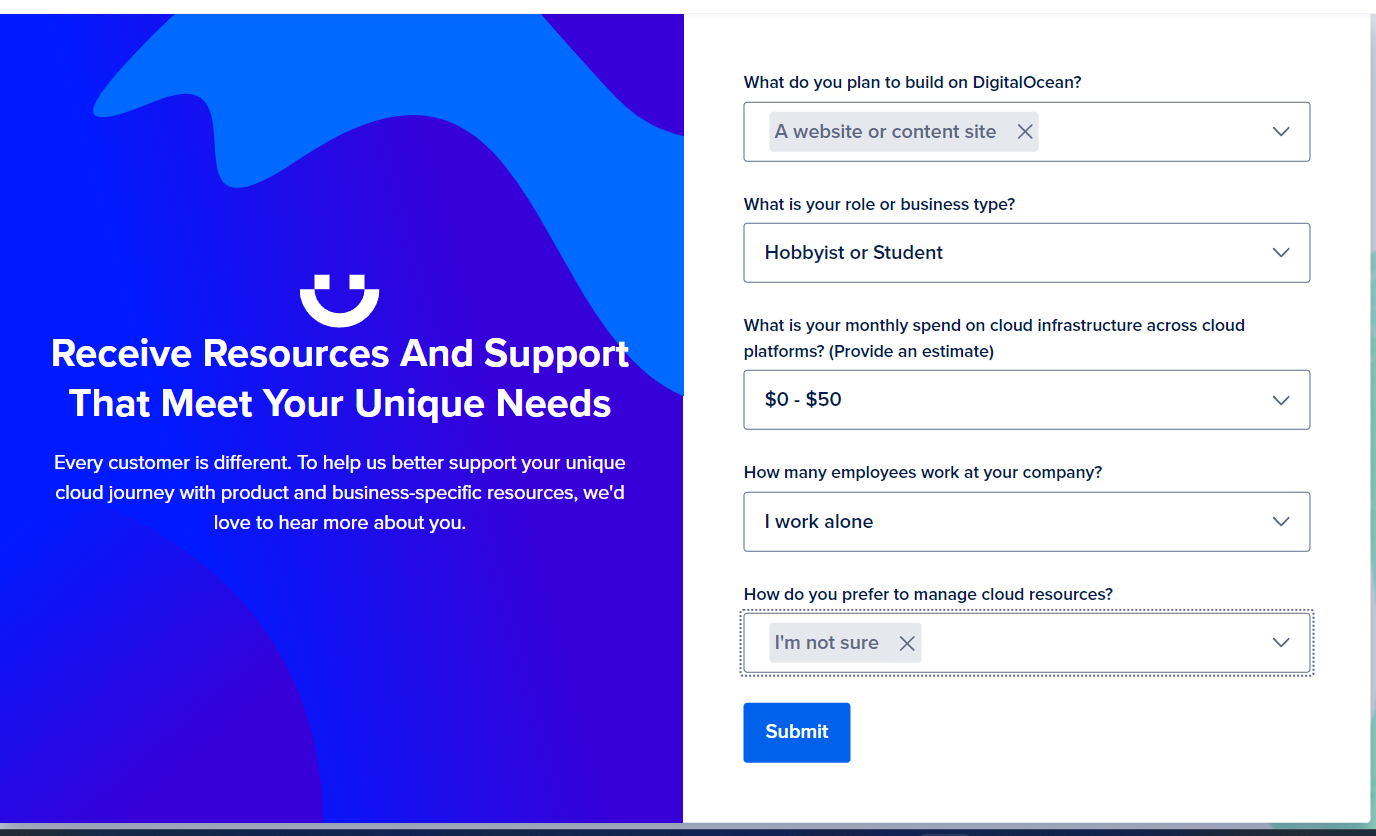 Receive Resources And Support
That Meet Your Unique Needs
Every customer is different. To help us better support your unique
cloud journey with product and business-specific resources, we'd
love to hear more about you.
What do you plan to build on DigitalOcean?
A website or content site
What is your role or business type?
Hobbyist or Student
What is your monthly spend on cloud infrastructure across cloud
platforms? (Provide an estimate)
$0 - $50
How many employees work at your company?
I work alone
How do you prefer to manage cloud resources?
I'm not sure
Submit